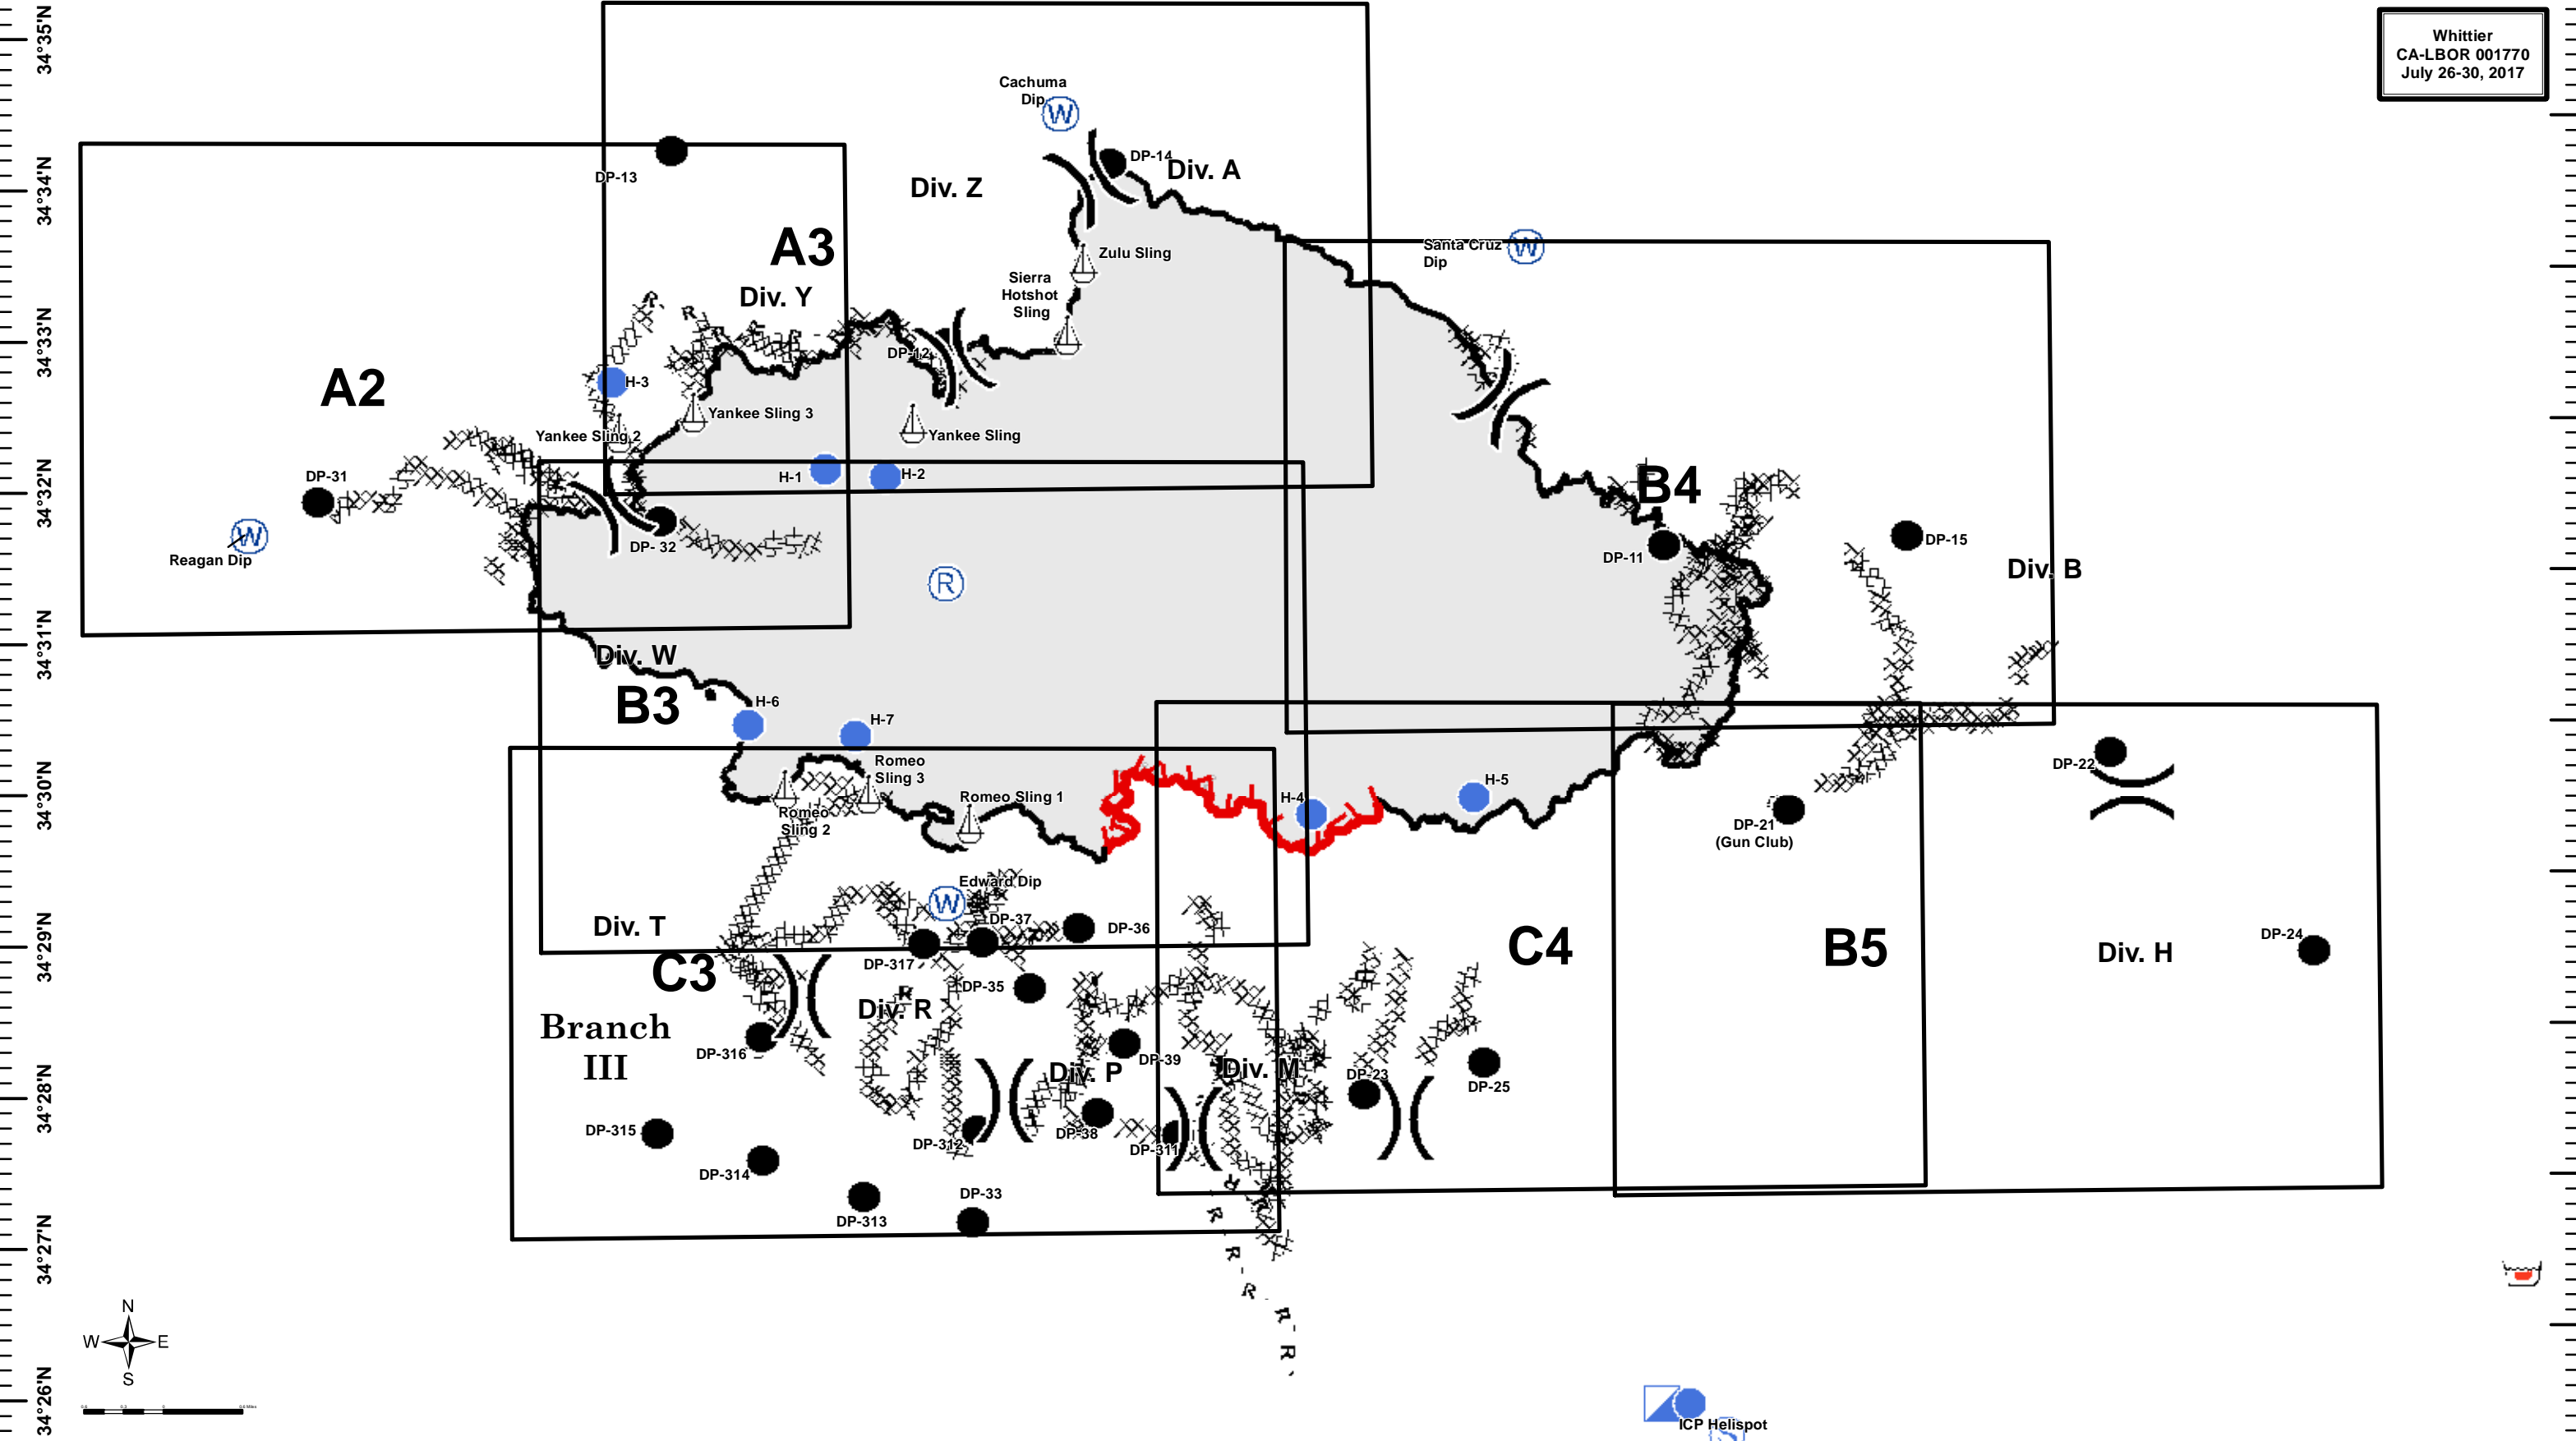 Whittier
CA-LBOR 001770
July 26-30, 2017
34°35'N
34°34'N
34°33'N
34°32'N
34°31'N
34°30'N
34°29'N
34°28'N
34°27'N
34°26'N
Cachuma
Dip
W
DP-14
Div. A
DP-13
Div. Z
A3
Div. Y
Zulu Sling
Sierra
Hotshot
Sling
Santa Cruz
Dip
W
R
R
DP-12
A2
H-3
Yankee Sling 3
Yankee Sling 2
Yankee Sling
H-1
H-2
DP-31
W
Reagan Dip
DP- 32
R
B4
DP-11
DP-15
Div. B
Div. W
B3
H-6
H-7
Romeo
Sling 3
Romeo
Sling 2
Romeo Sling 1
H-4
H-5
DP-21
(Gun Club)
DP-22
Edward Dip
W
DP-37
DP-36
Div. T
DP-317
C3
DP-35
R
Div. R
C4
B5
Div. H
DP-24
Branch
III
DP-316
DP-39
Div. P
Div. M
DP-23
DP-25
DP-315
DP-312
DP-38
DP-311
DP-314
DP-313
DP-33
R
R
R
R
R
R
N
W
E
S
ICP Helispot